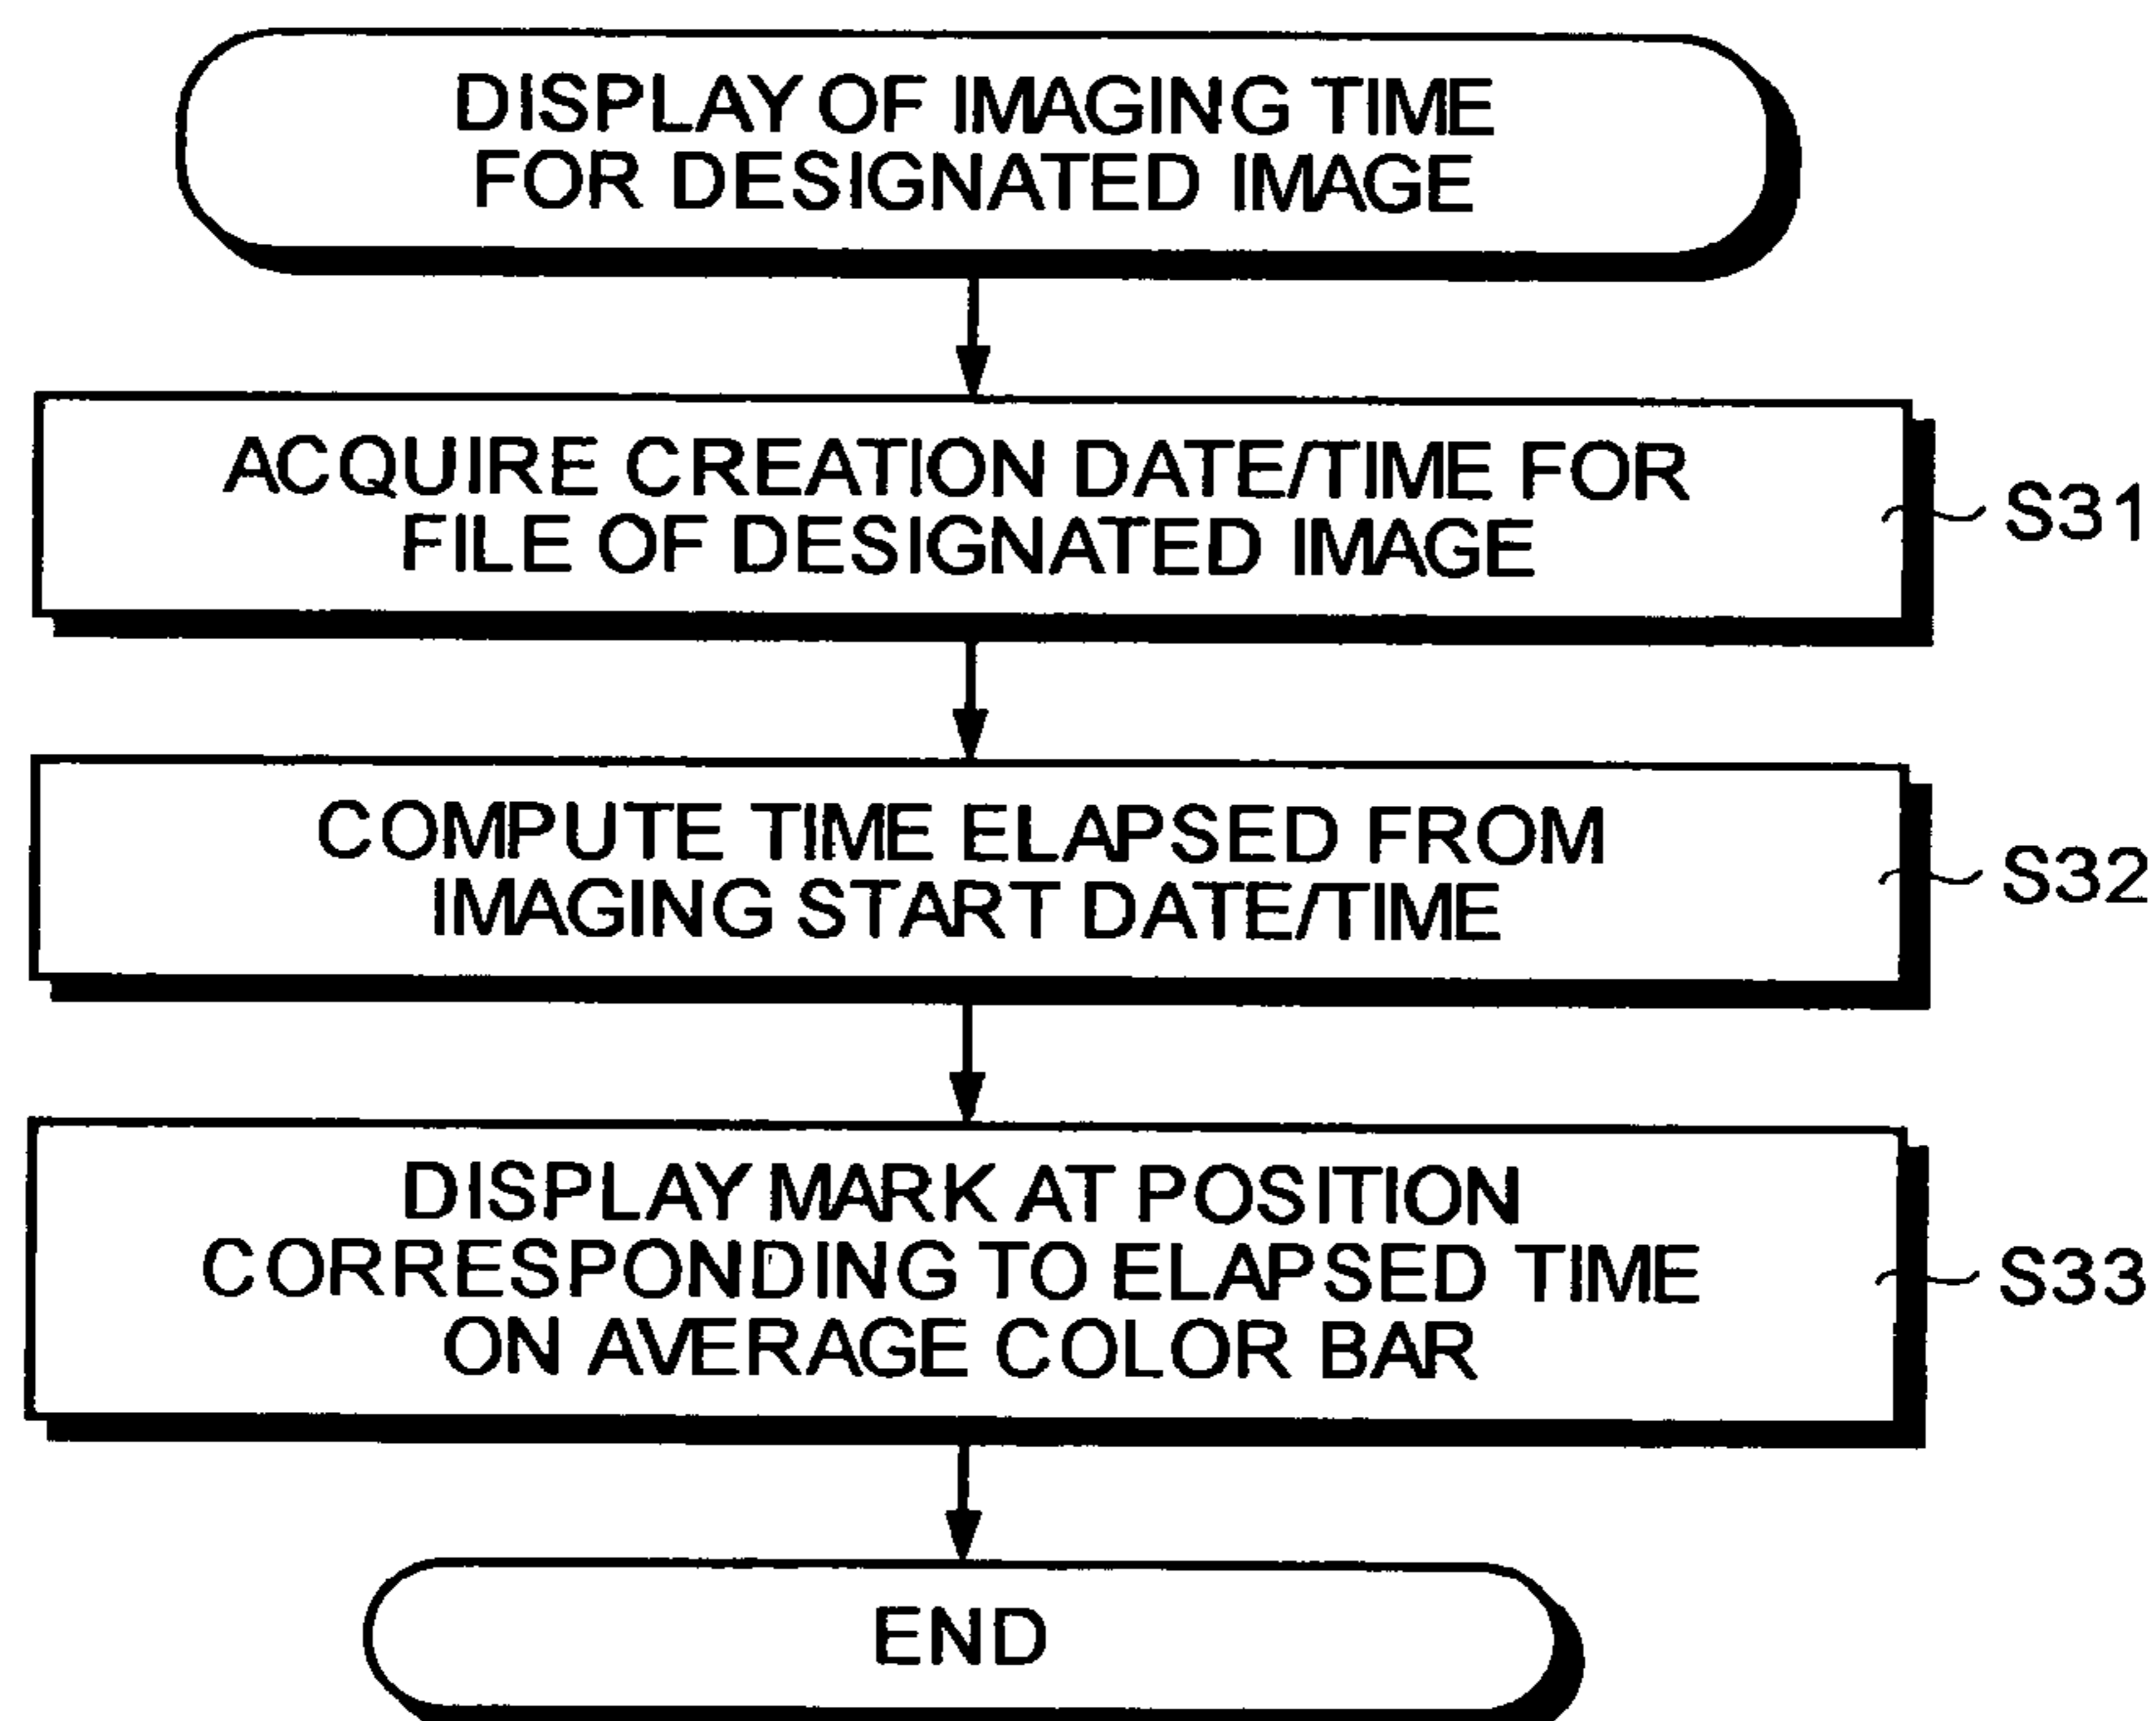 DISPLAY OF IMAGING TIME
FOR DESIGNATED IMAGE
ACQUIRE CREATION DATE/TIME FOR
FILE OF DESIGNATED IMAGE
S31
COMPUTE TIME ELAPSED FROM
IMAGING START DATE/TIME
S32
DISPLAY MARK AT POSITION
CORRESPONDING TO ELAPSED TIME
ON AVERAGE COLOR BAR
S33
END